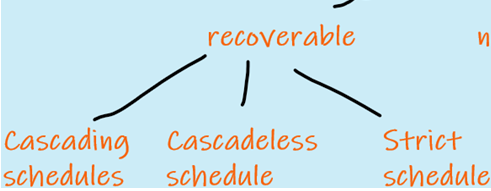 recoverable
n
Cascading Cascadeless Strict
schedules schedule schedule